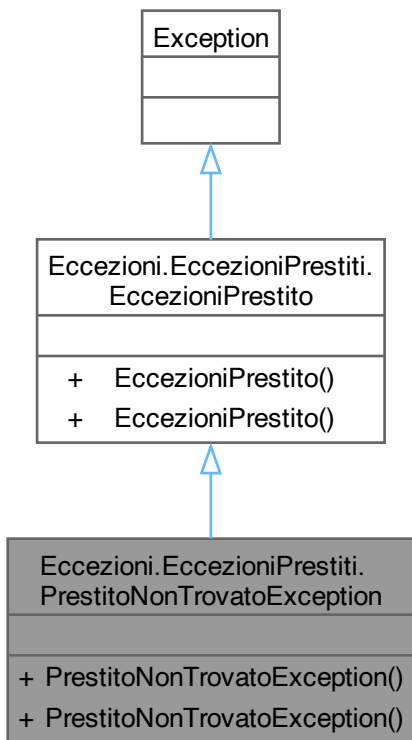 Exception
Eccezioni.EccezioniPrestiti.
EccezioniPrestito
+ EccezioniPrestito()
+ EccezioniPrestito()
Eccezioni.EccezioniPrestiti.
PrestitoNonTrovatoException
+ PrestitoNonTrovatoException()
+ PrestitoNonTrovatoException()